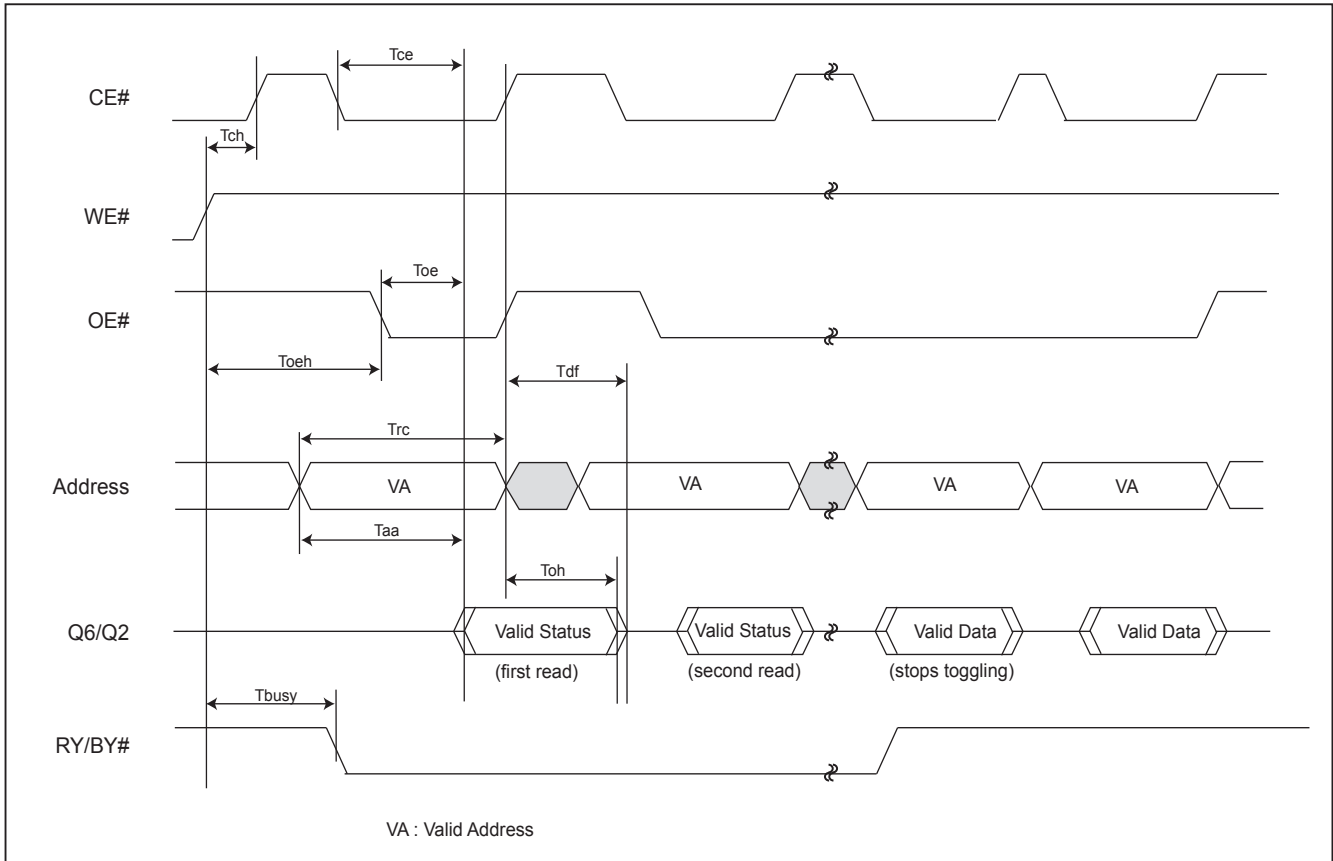 Tce
CE#
Tch
WE#
Toe
OE#
Toeh
Tdf
Trc
Address
VA
VA
VA
VA
Taa
Toh
Q6/Q2
Valid Status
Valid Status
Valid Data
Valid Data
(first read)
(second read)
(stops toggling)
Tbusy
RY/BY#
VA : Valid Address